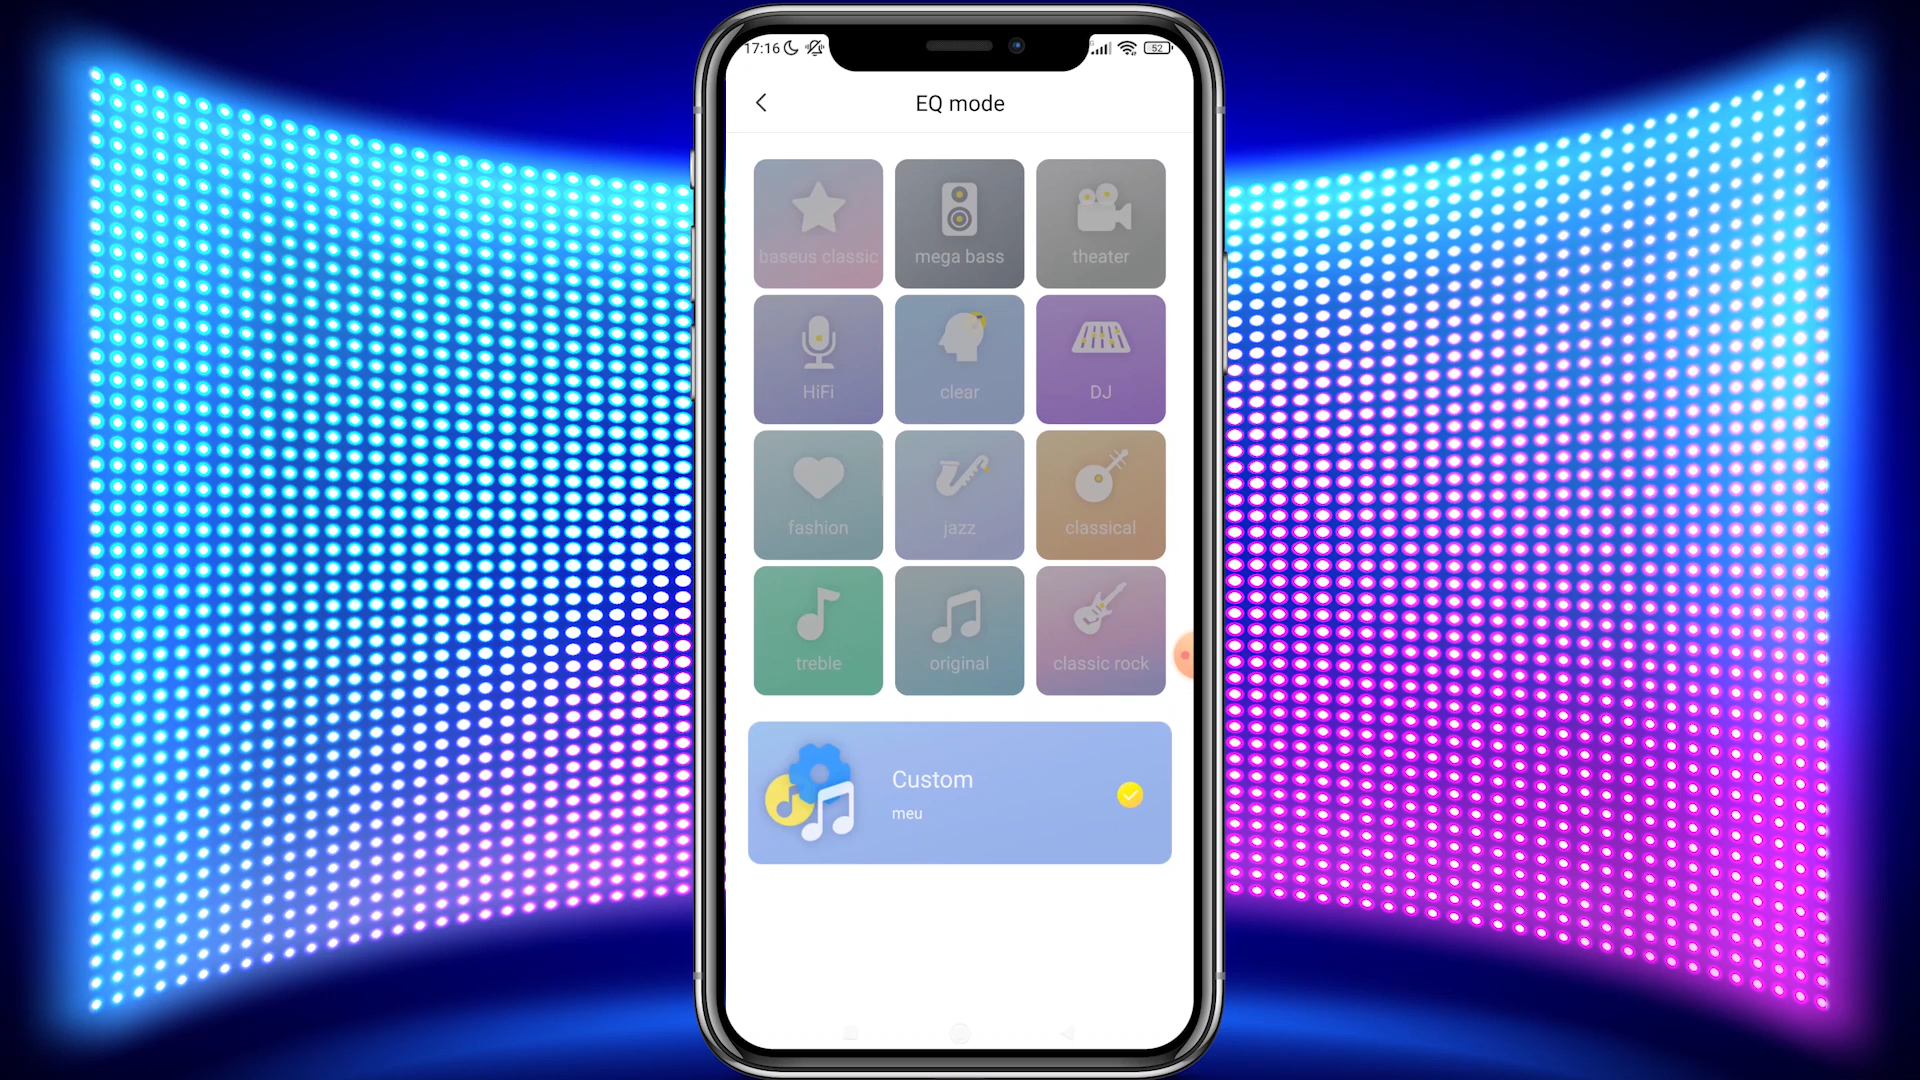 17:16
52
EQ mode
baseus classic
mega bass
theater
HiFi
clear
DJ
fashion
jazz
classical
treble
original
classic rock
Custom
meu